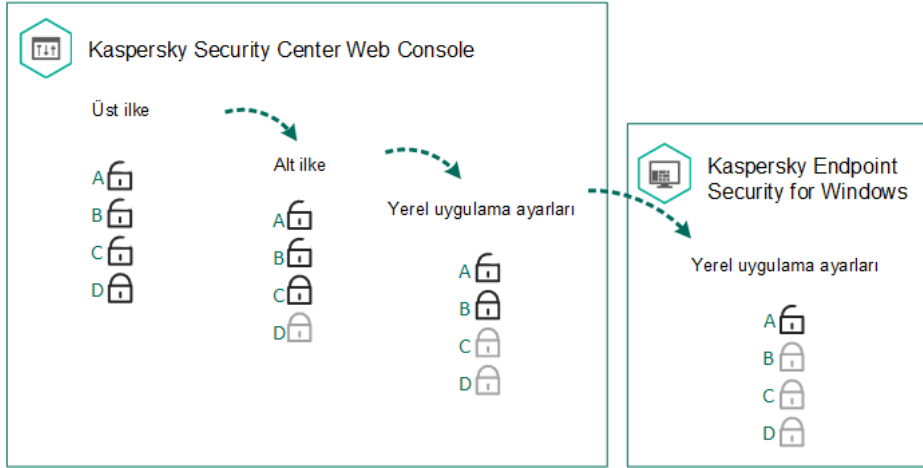 Kaspersky Security Center Web Console
Üst ilke
A
B
C
D
Alt ilke
A
B
C
D
Yerel uygulama ayarları
A
B
C
D
Kaspersky Endpoint
Security for Windows
Yerel uygulama ayarları
A
B
C
D